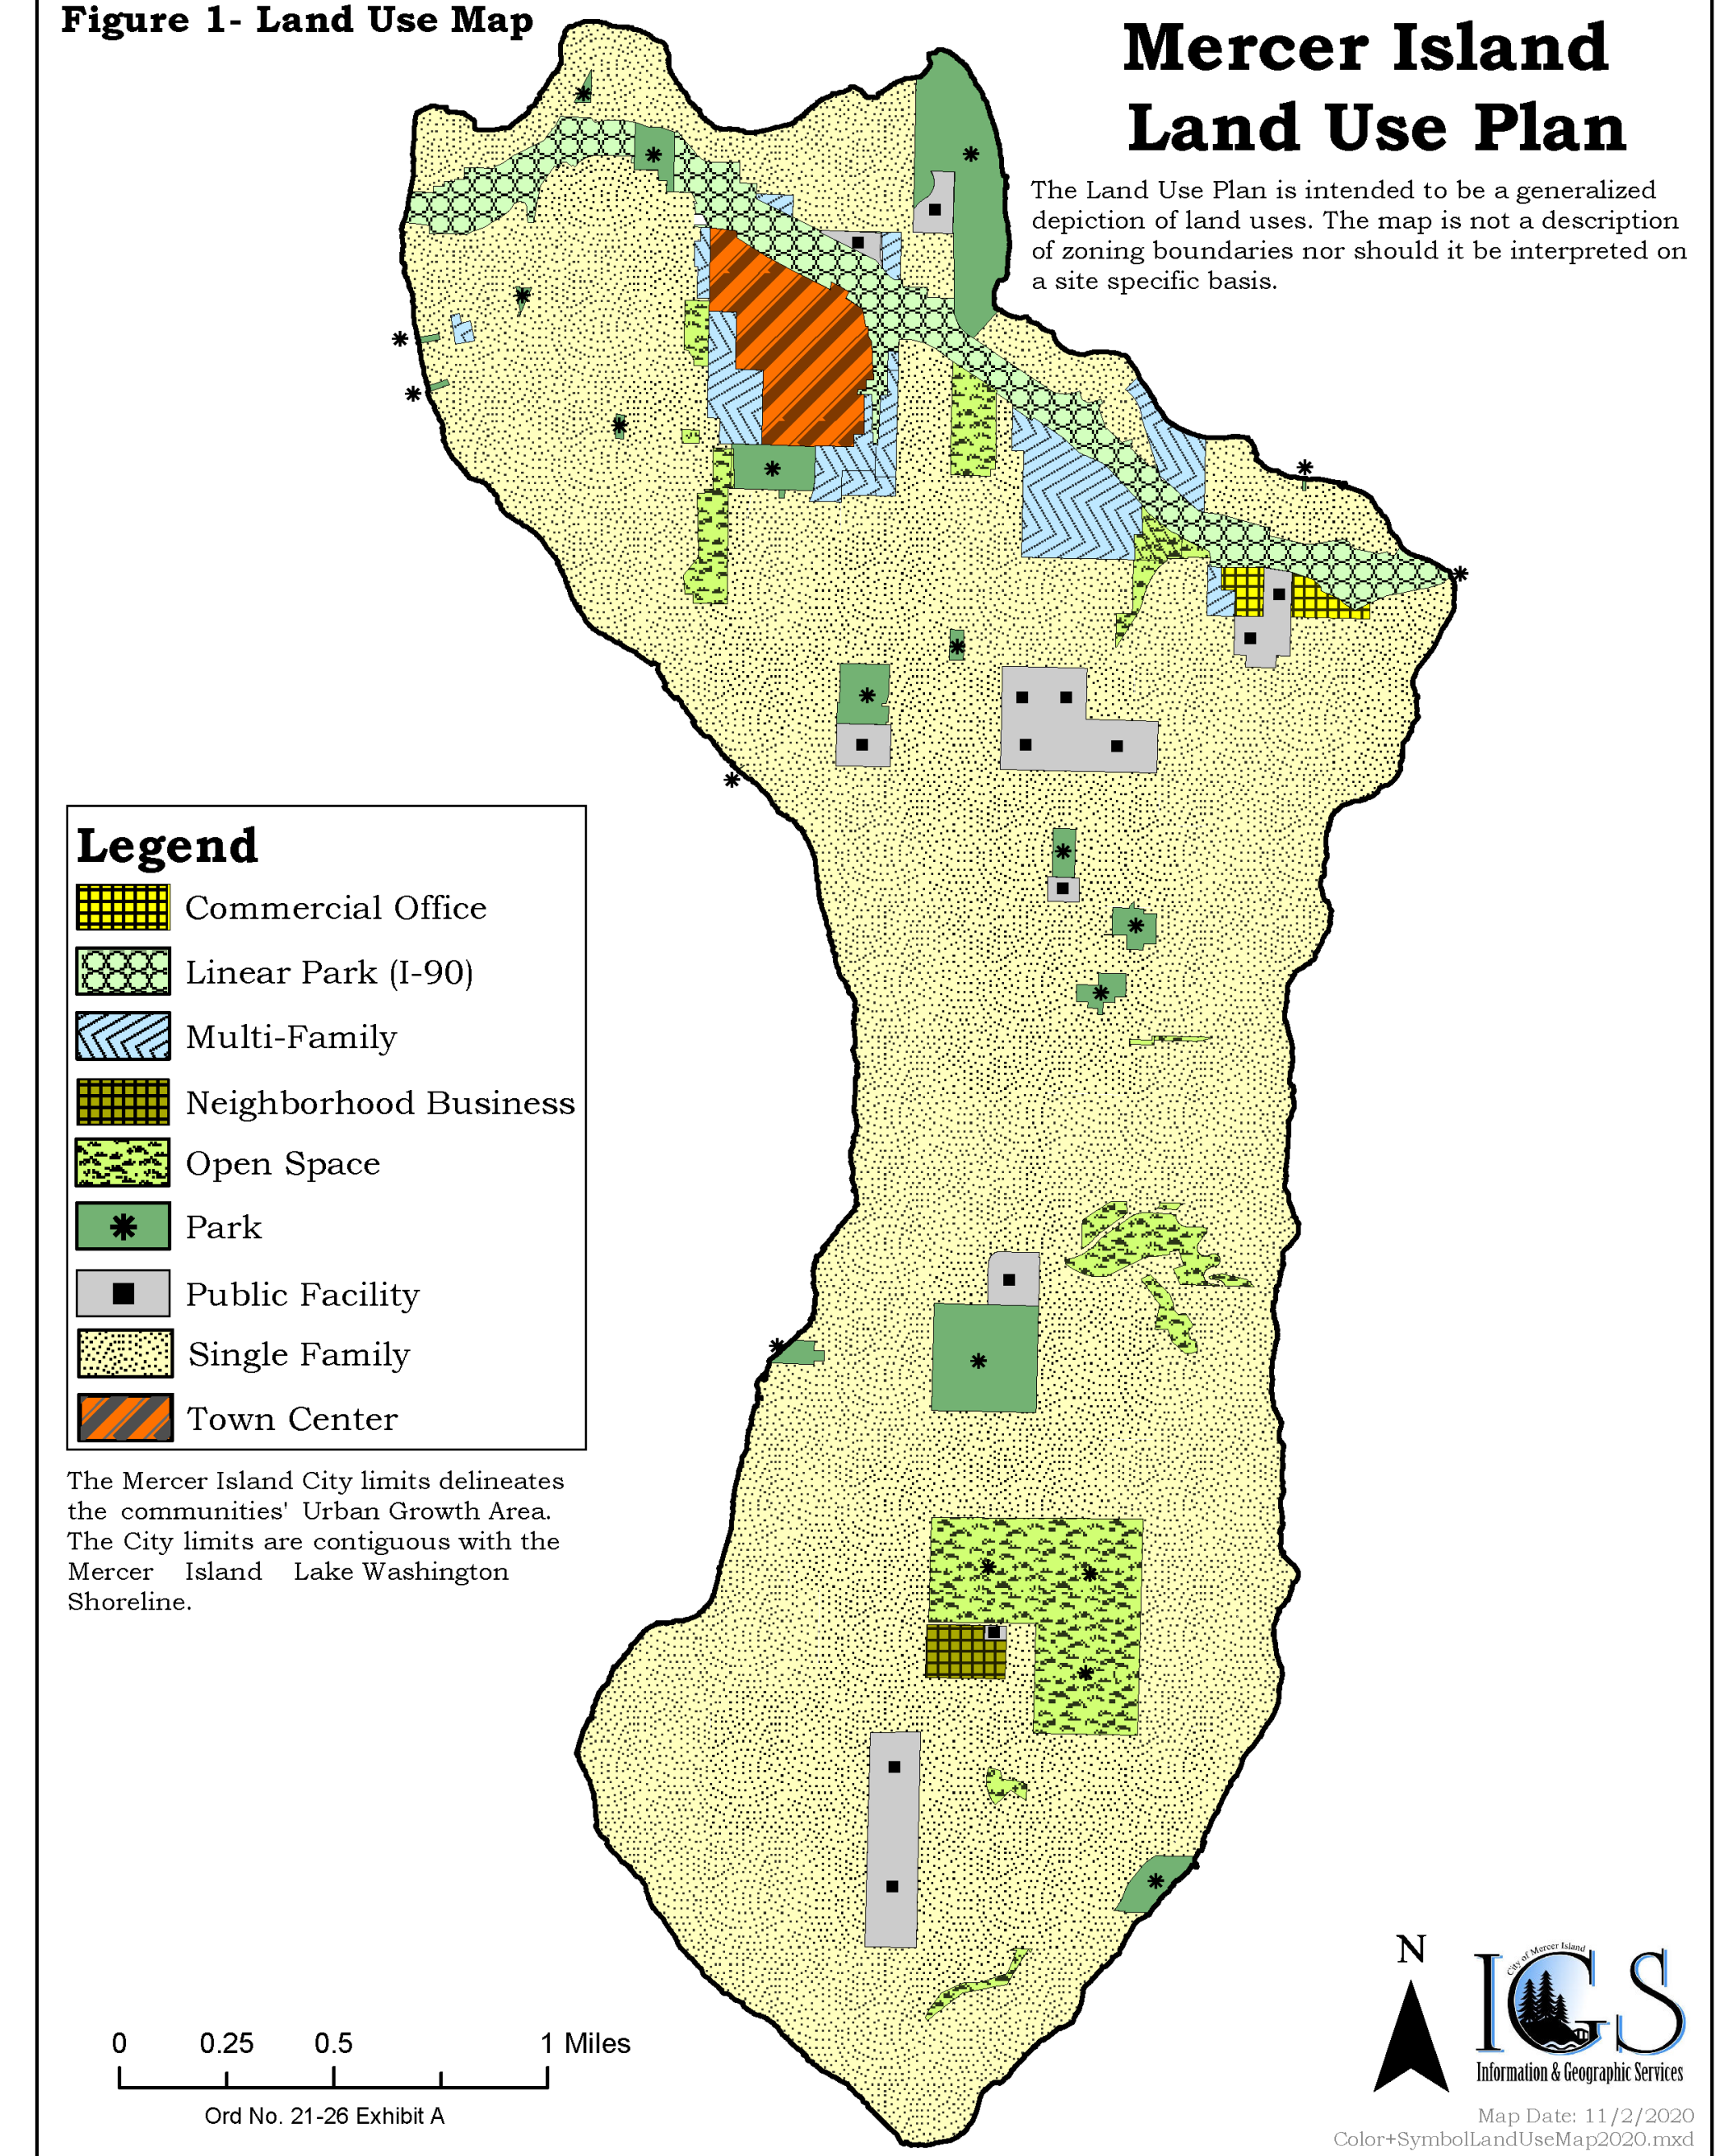 Figure 1- Land Use Map
Mercer Island
Land Use Plan
The Land Use Plan is intended to be a generalized
depiction of land uses. The map is not a description
of zoning boundaries nor should it be interpreted on
a site specific basis.
Legend
Commercial Office
Linear Park (I-90)
Multi-Family
Neighborhood Business
Open Space
Park
Public Facility
Single Family
Town Center
The Mercer Island City limits delineates
the communities' Urban Growth Area.
The City limits are contiguous with the
Mercer Island Lake Washington
Shoreline.
0 0.25 0.5 1 Miles
Ord No. 21-26 Exhibit A
N
City of Mercer Island
IGS
Information & Geographic Services
Map Date: 11/2/2020
Color+SymbolLandUseMap2020.mxd